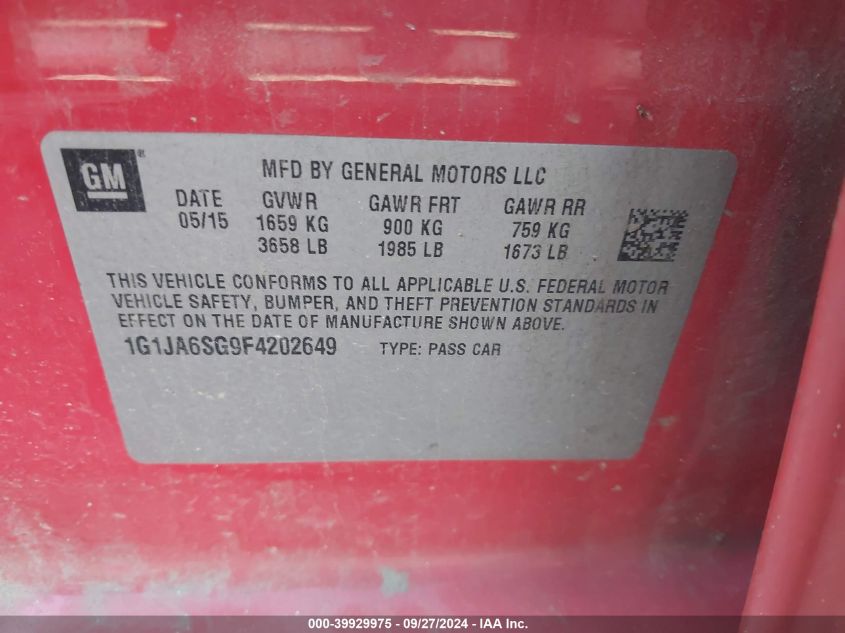 GM ®
MFD BY GENERAL MOTORS LLC
DATE GVWR GAWR FRT GAWR RR
05/15 1659 KG 900 KG 759 KG
3658 LB 1985 LB 1673 LB
THIS VEHICLE CONFORMS TO ALL APPLICABLE U.S. FEDERAL MOTOR
VEHICLE SAFETY, BUMPER, AND THEFT PREVENTION STANDARDS IN
EFFECT ON THE DATE OF MANUFACTURE SHOWN ABOVE.
1G1JA6SG9F4202649 TYPE: PASS CAR
000-39929975 - 09/27/2024 - IAA Inc.